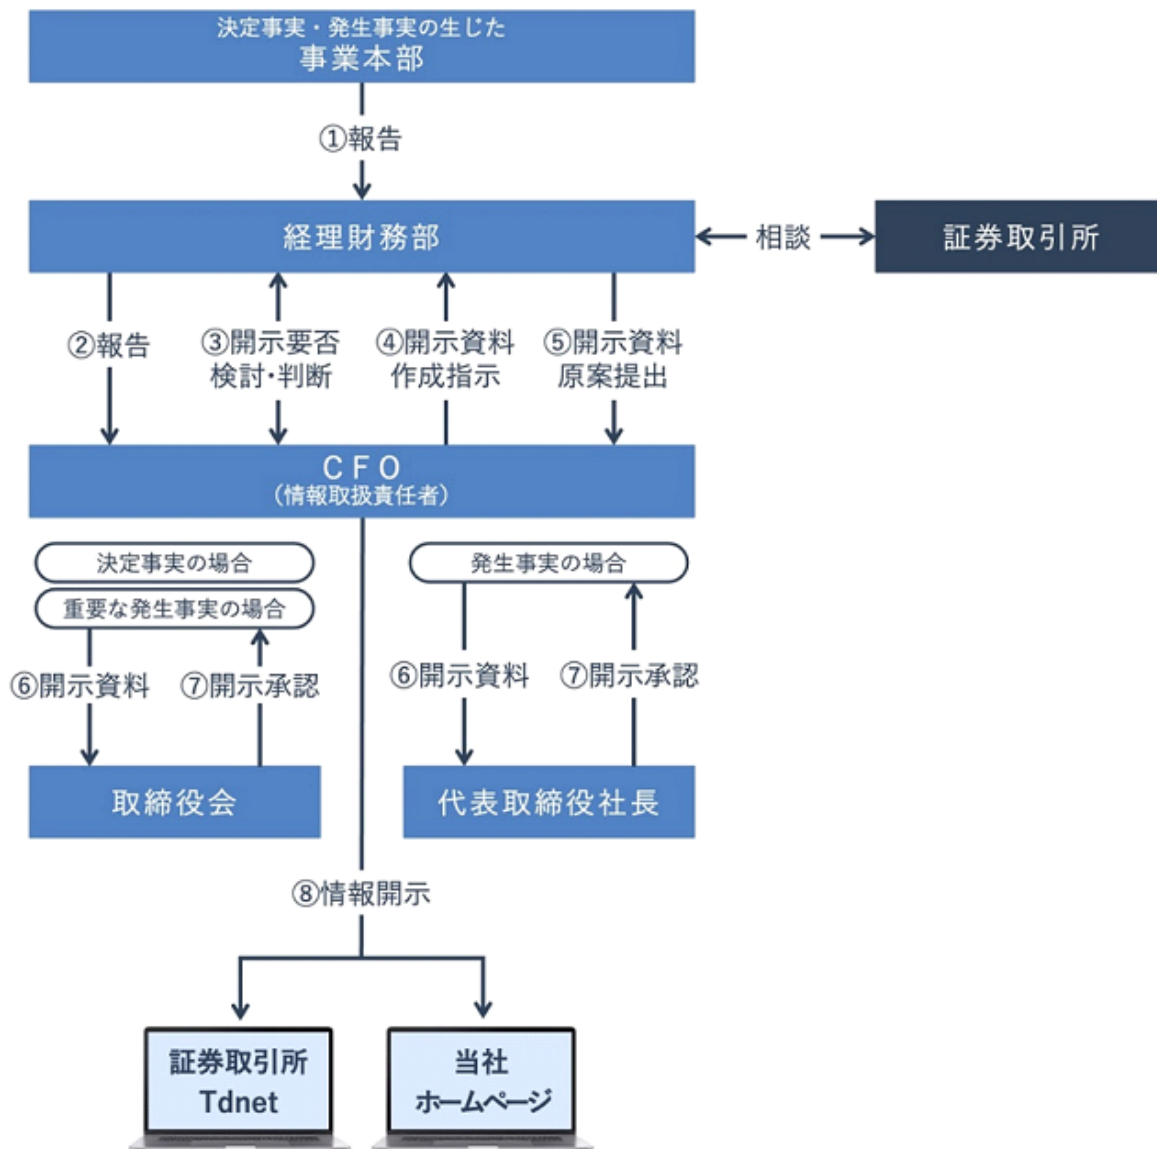 決定事実・発生事実の生じた
事業本部
①報告
経理財務部
相談
証券取引所
②報告
③開示要否
検討・判断
④開示資料
作成指示
⑤開示資料
原案提出
CFO
（情報取扱責任者）
決定事実の場合
重要な発生事実の場合
発生事実の場合
⑥開示資料
⑦開示承認
⑥開示資料
⑦開示承認
取締役会
代表取締役社長
⑧情報開示
証券取引所
Tdnet
当社
ホームページ